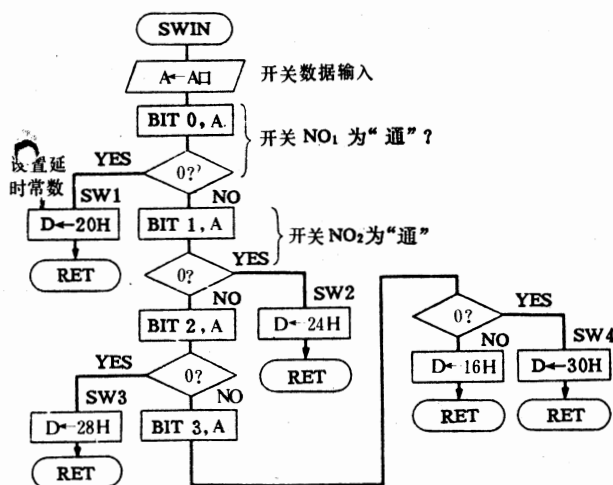 SWIN
A←A口
开关数据输入
BIT 0, A
开关 NO₁ 为“通”?
设置延
时常数
YES
0?
SW1
NO
D←20H
BIT 1, A
开关NO₂为“通”
RET
YES
0?
NO
SW2
BIT 2, A
D←24H
RET
YES
0?
SW3
NO
D←28H
BIT 3, A
RET
0?
YES
NO
SW4
D←16H
D←30H
RET
RET